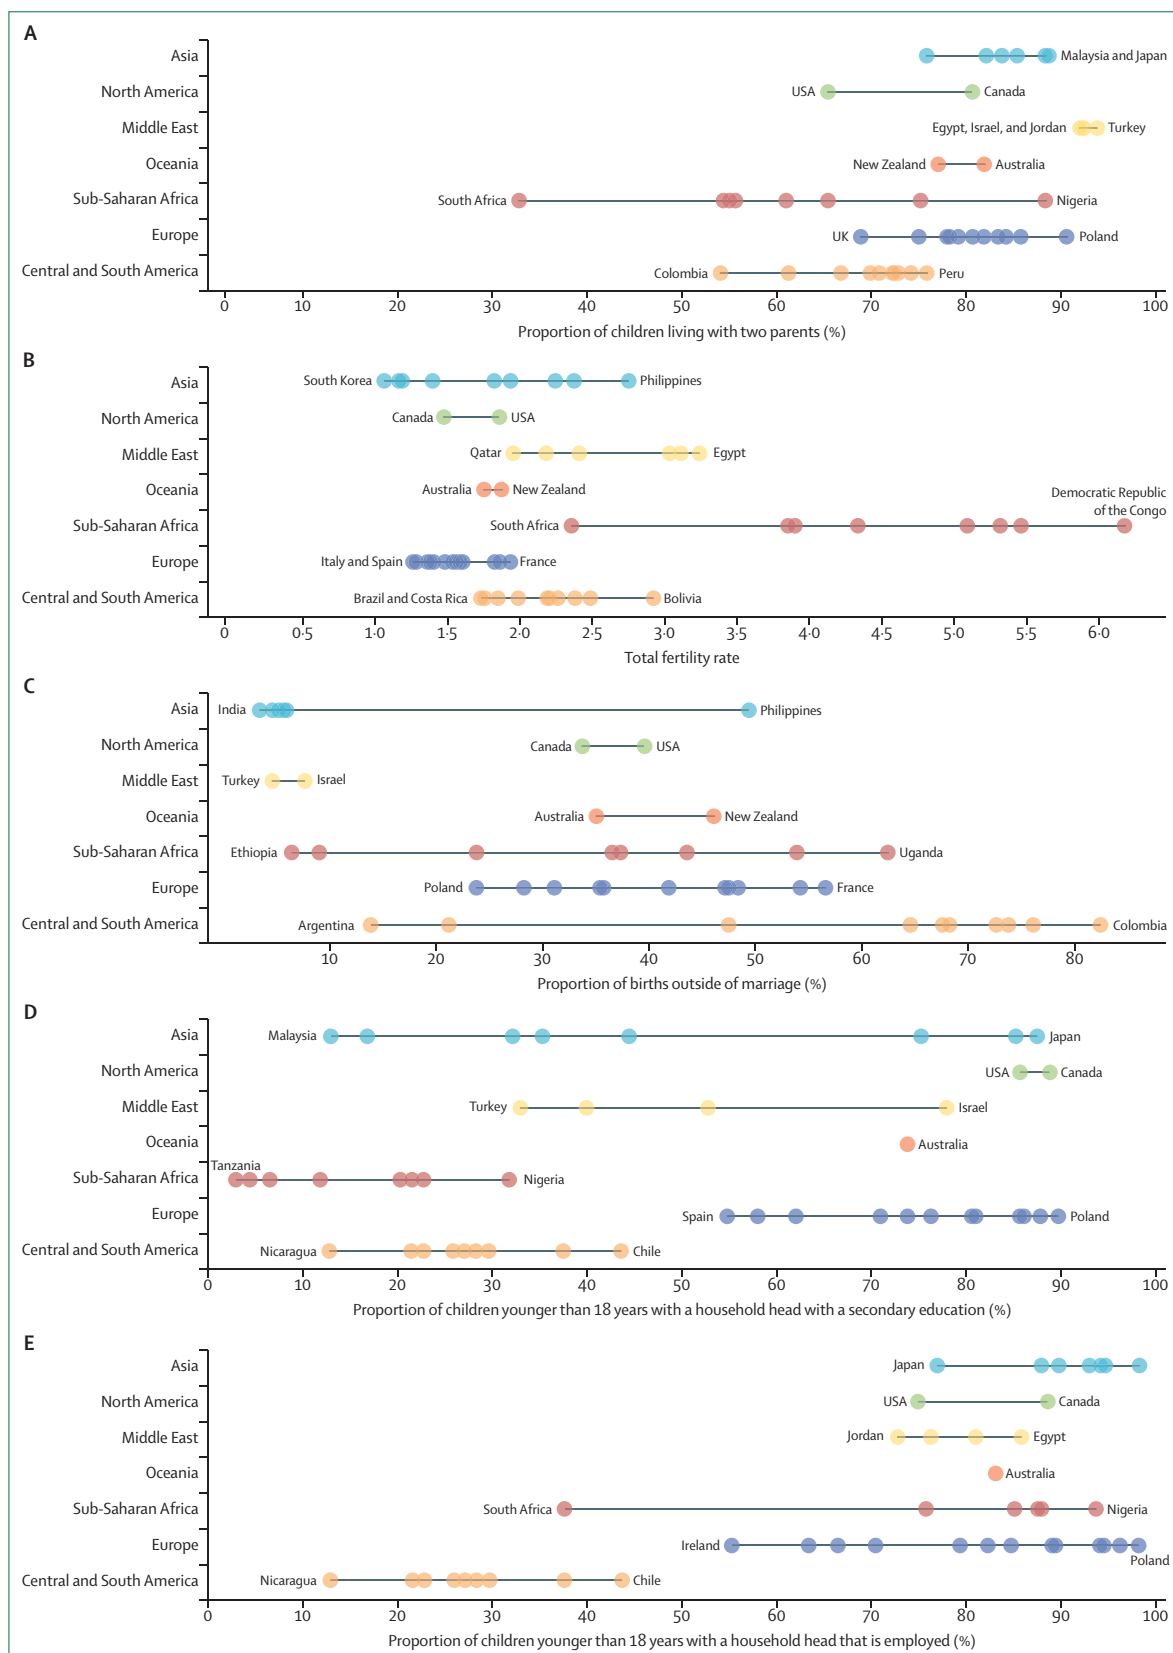 A
Asia
Malaysia and Japan
North America
USA
Canada
Middle East
Egypt, Israel, and Jordan
Turkey
Oceania
New Zealand
Australia
Sub-Saharan Africa
South Africa
Nigeria
Europe
UK
Poland
Central and South America
Colombia
Peru
0 10 20 30 40 50 60 70 80 90 100
Proportion of children living with two parents (%)
B
Asia
South Korea
Philippines
North America
Canada
USA
Middle East
Qatar
Egypt
Oceania
Australia
New Zealand
Democratic Republic
of the Congo
Sub-Saharan Africa
South Africa
Europe
Italy and Spain
France
Central and South America
Brazil and Costa Rica
Bolivia
0 0·5 1·0 1·5 2·0 2·5 3·0 3·5 4·0 4·5 5·0 5·5 6·0
Total fertility rate
C
Asia
India
Philippines
North America
Canada
USA
Middle East
Turkey
Israel
Oceania
Australia
New Zealand
Sub-Saharan Africa
Ethiopia
Uganda
Europe
Poland
France
Central and South America
Argentina
Colombia
10 20 30 40 50 60 70 80
Proportion of births outside of marriage (%)
D
Asia
Malaysia
Japan
North America
USA
Canada
Middle East
Turkey
Israel
Oceania
Australia
Sub-Saharan Africa
Tanzania
Nigeria
Europe
Spain
Poland
Central and South America
Nicaragua
Chile
0 10 20 30 40 50 60 70 80 90 100
Proportion of children younger than 18 years with a household head with a secondary education (%)
E
Asia
Japan
North America
USA
Canada
Middle East
Jordan
Egypt
Oceania
Australia
Sub-Saharan Africa
South Africa
Nigeria
Europe
Ireland
Poland
Central and South America
Nicaragua
Chile
0 10 20 30 40 50 60 70 80 90 100
Proportion of children younger than 18 years with a household head that is employed (%)